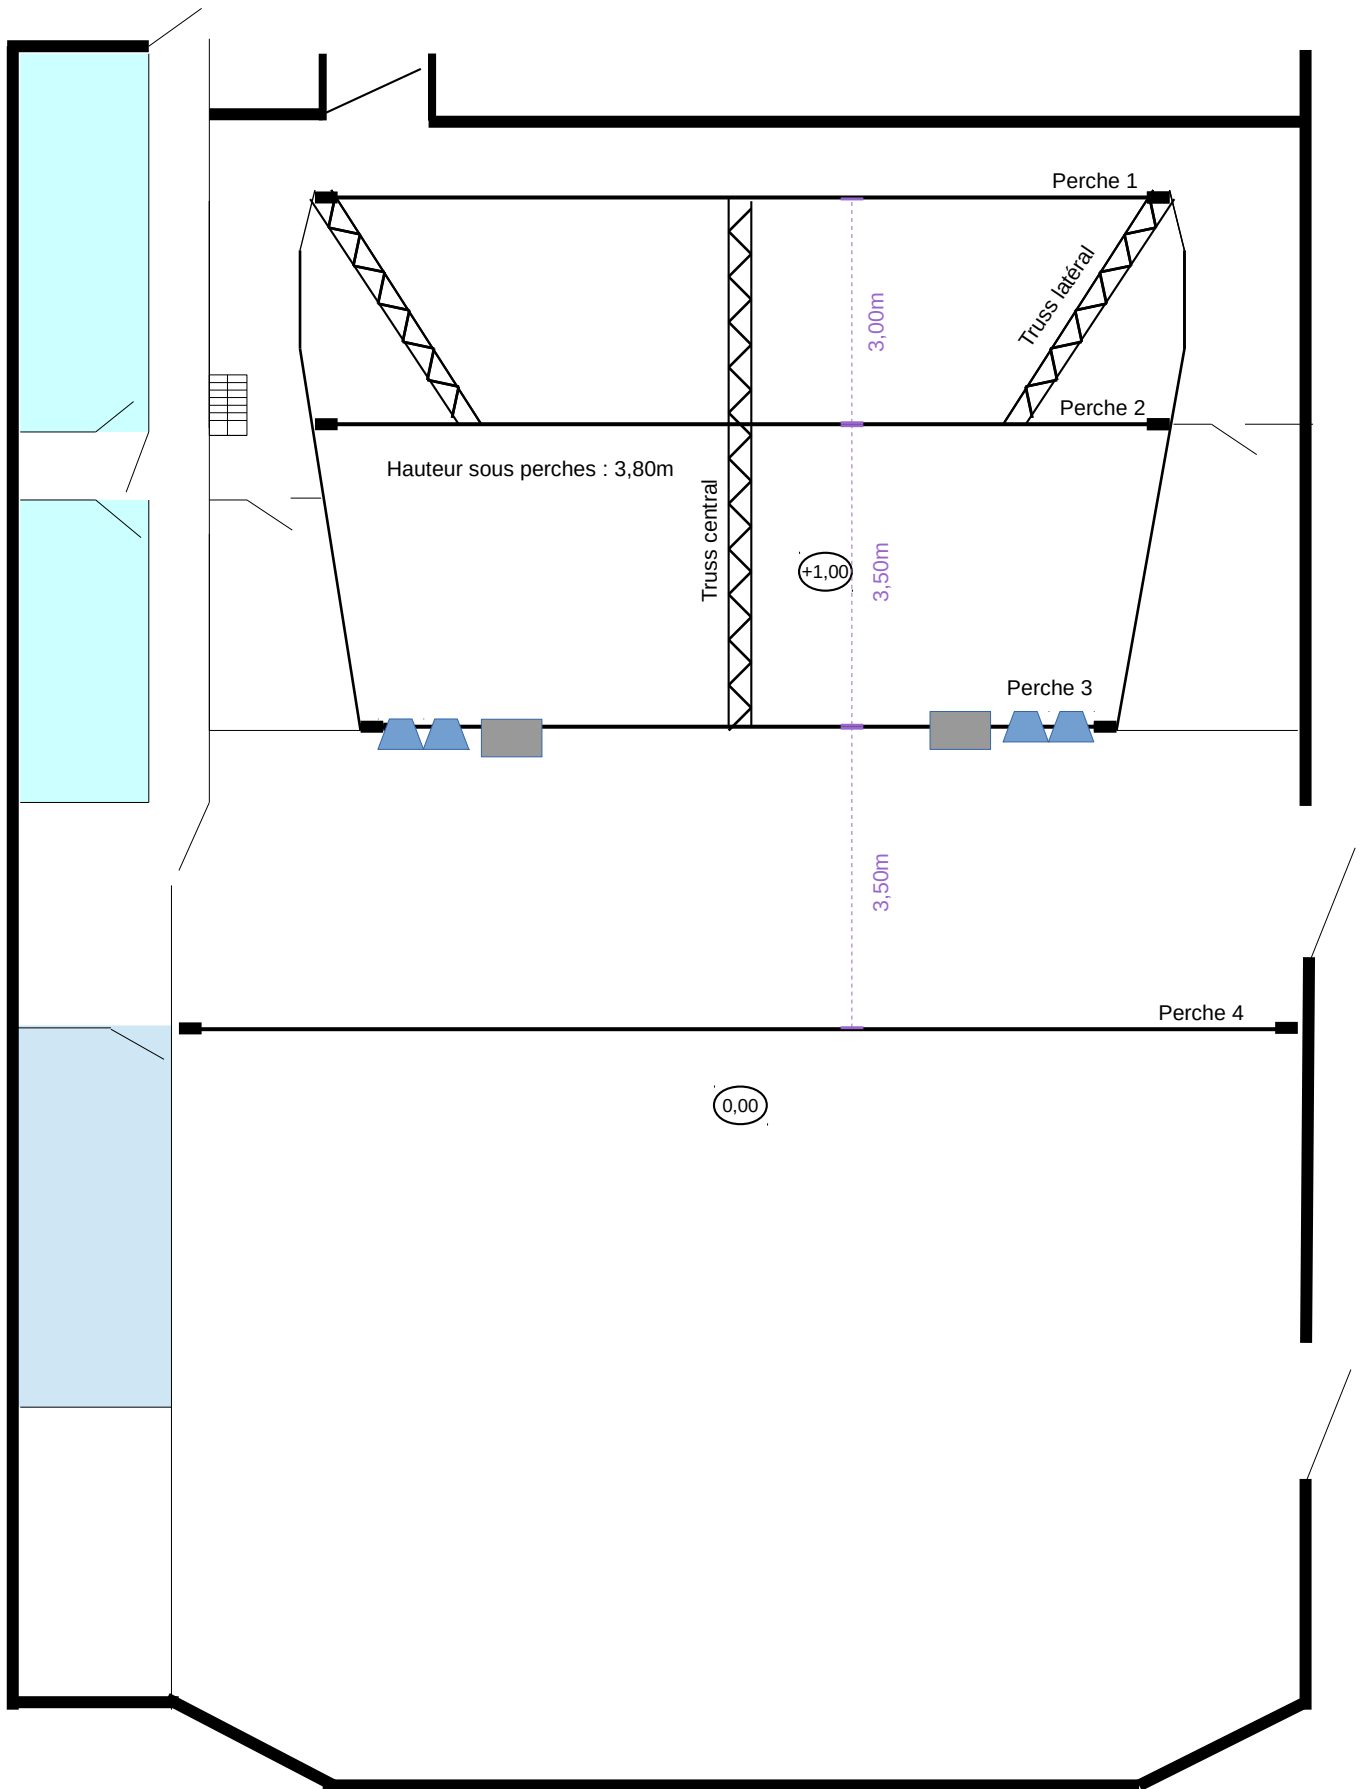 Perche 1
Truss latéral
3,00m
Perche 2
Hauteur sous perches : 3,80m
Truss central
+1,00
3,50m
Perche 3
3,50m
Perche 4
0,00